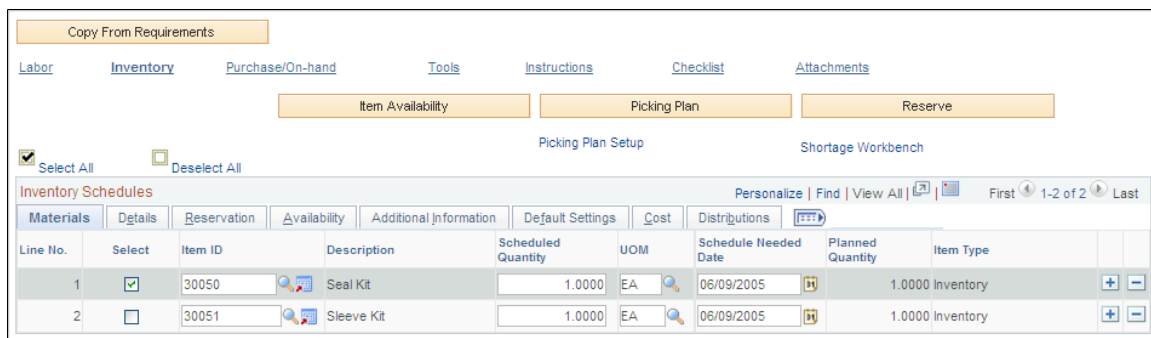 Copy From Requirements
Labor Inventory Purchase/On-hand Tools Instructions Checklist Attachments
Item Availability Picking Plan Reserve
Picking Plan Setup Shortage Workbench
Select All Deselect All
Inventory Schedules Personalize | Find | View All | | First 1-2 of 2 Last
Materials Details Reservation Availability Additional Information Default Settings Cost Distributions
Line No. Select Item ID Description Scheduled Quantity UOM Schedule Needed Date Planned Quantity Item Type
1 30050 Seal Kit 1.0000 EA 06/09/2005 1.0000 Inventory
2 30051 Sleeve Kit 1.0000 EA 06/09/2005 1.0000 Inventory